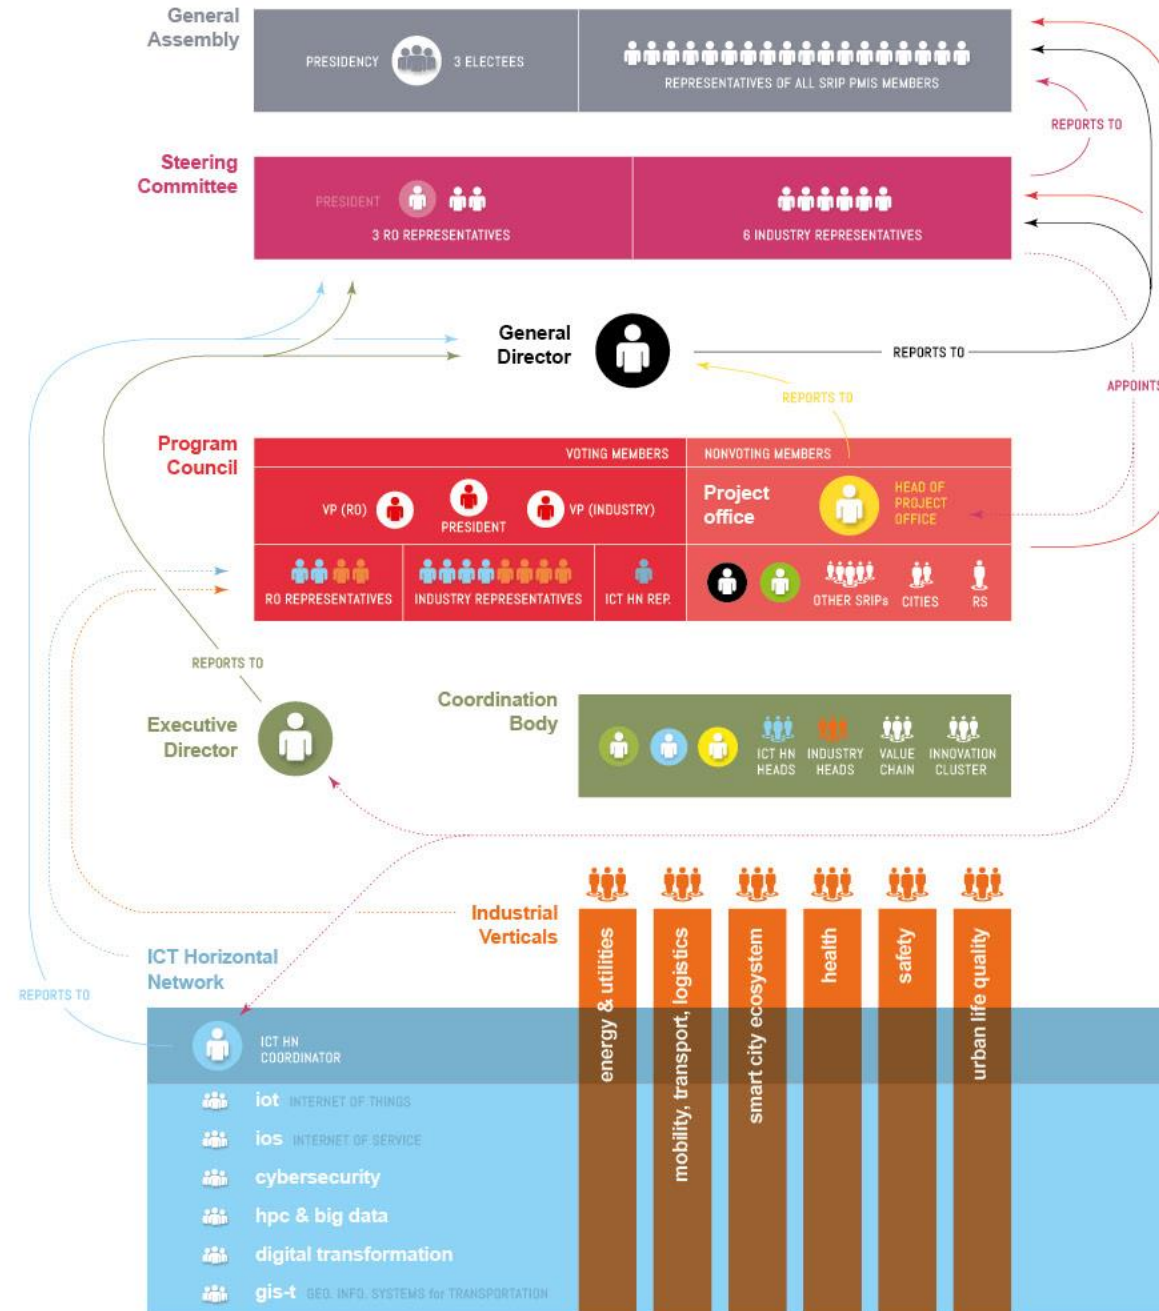 General
Assembly
PRESIDENCY
3 ELECTEES
REPRESENTATIVES OF ALL SRIP PMIS MEMBERS
REPORTS TO
Steering
Committee
PRESIDENT
3 RO REPRESENTATIVES
6 INDUSTRY REPRESENTATIVES
General
Director
REPORTS TO
REPORTS TO
APPOINTS
Program
Council
VOTING MEMBERS
NONVOTING MEMBERS
VP (RO)
PRESIDENT
VP (INDUSTRY)
Project
office
HEAD OF
PROJECT
OFFICE
RO REPRESENTATIVES
INDUSTRY REPRESENTATIVES
ICT HN REP.
OTHER SRIPs
CITIES
RS
REPORTS TO
Executive
Director
Coordination
Body
ICT HN
HEADS
INDUSTRY
HEADS
VALUE
CHAIN
INNOVATION
CLUSTER
Industrial
Verticals
energy & utilities
mobility, transport, logistics
smart city ecosystem
health
safety
urban life quality
ICT Horizontal
Network
REPORTS TO
ICT HN
COORDINATOR
iot INTERNET OF THINGS
ios INTERNET OF SERVICE
cybersecurity
hpc & big data
digital transformation
gis-t GEO. INFO. SYSTEMS for TRANSPORTATION